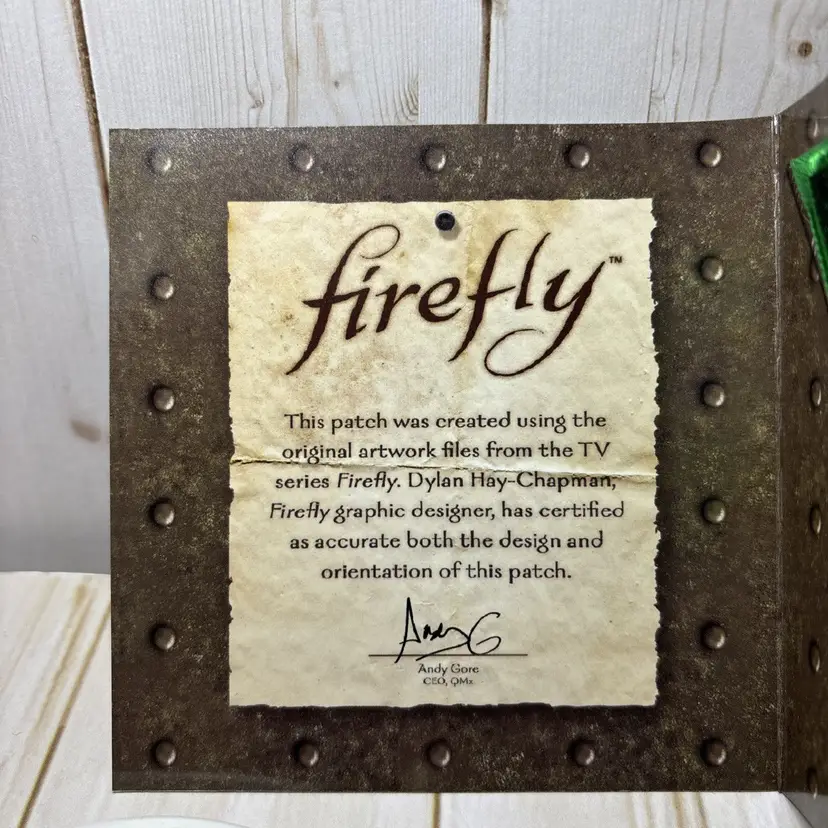 firefly™
This patch was created using the
original artwork files from the TV
series Firefly. Dylan Hay-Chapman,
Firefly graphic designer, has certified
as accurate both the design and
orientation of this patch.
Andy G
Andy Gore
CEO, QMx